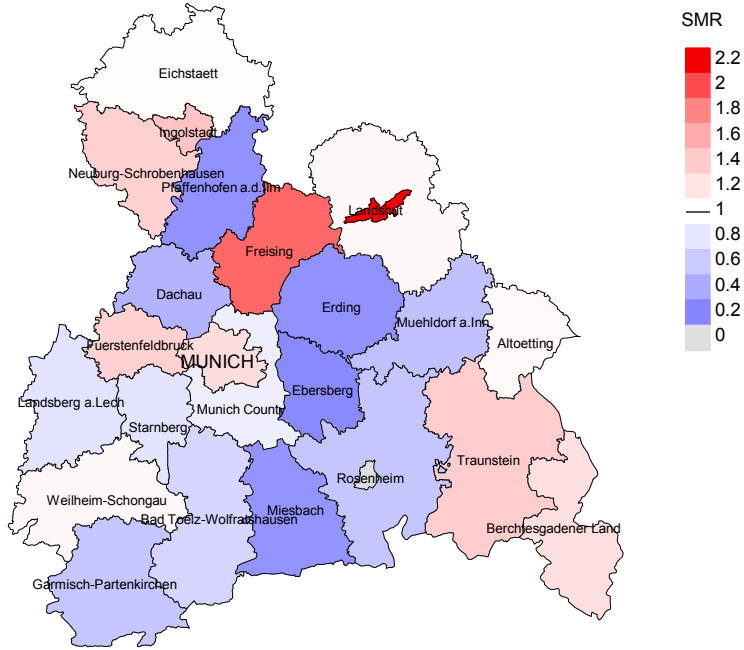 SMR
2.2
2
1.8
1.6
1.4
1.2
1
0.8
0.6
0.4
0.2
0
Eichstaett
Ingolstadt
Neuburg-Schrobenhausen
Pfaffenhofen a.d.Ilm
Landshut
Freising
Dachau
Erding
Muehldorf a.Inn
Altoetting
Fuerstenfeldbruck
MUNICH
Ebersberg
Landsberg a.Lech
Munich County
Starnberg
Traunstein
Rosenheim
Weilheim-Schongau
Miesbach
Bad Toelz-Wolfratshausen
Berchtesgadener Land
Garmisch-Partenkirchen